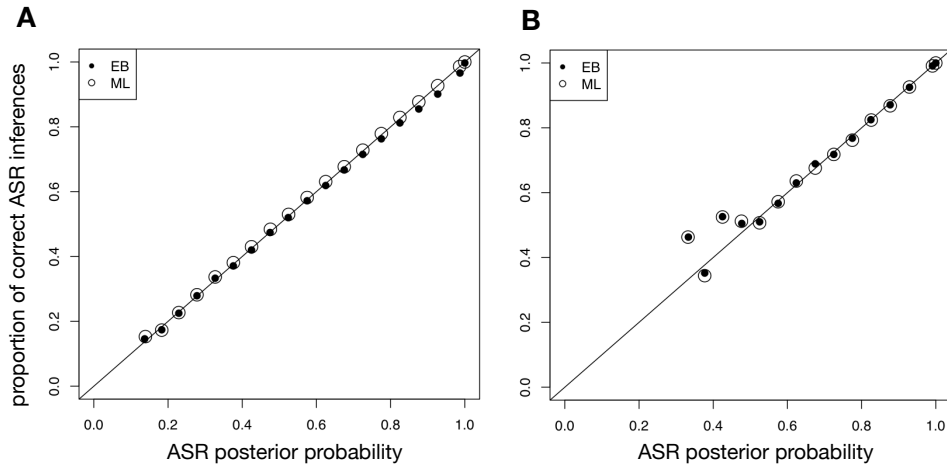 A
B
EB
ML
EB
ML
proportion of correct ASR inferences
0.0 0.2 0.4 0.6 0.8 1.0
0.0 0.2 0.4 0.6 0.8 1.0
0.0 0.2 0.4 0.6 0.8 1.0
0.0 0.2 0.4 0.6 0.8 1.0
ASR posterior probability
ASR posterior probability